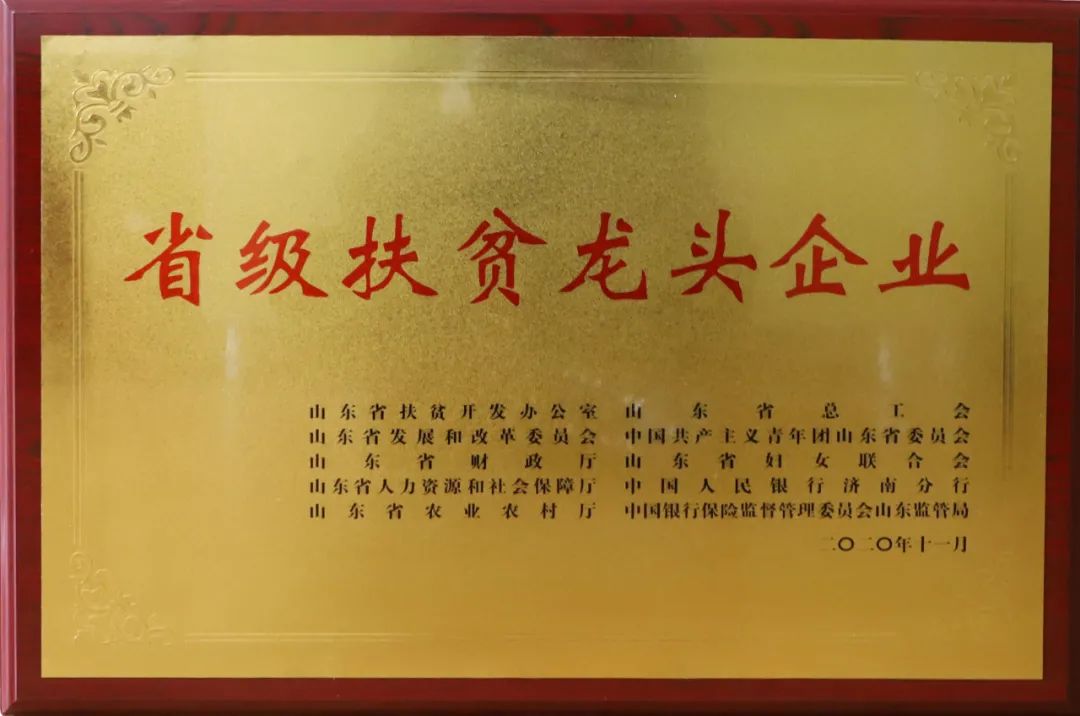 省级扶贫龙头企业
山东省扶贫开发办公室 山东省总工会
山东省发展和改革委员会 中国共产主义青年团山东省委员会
山东省财政厅 山东省妇女联合会
山东省人力资源和社会保障厅 中国人民银行济南分行
山东省农业农村厅 中国银行保险监督管理委员会山东监管局
二〇二〇年十一月